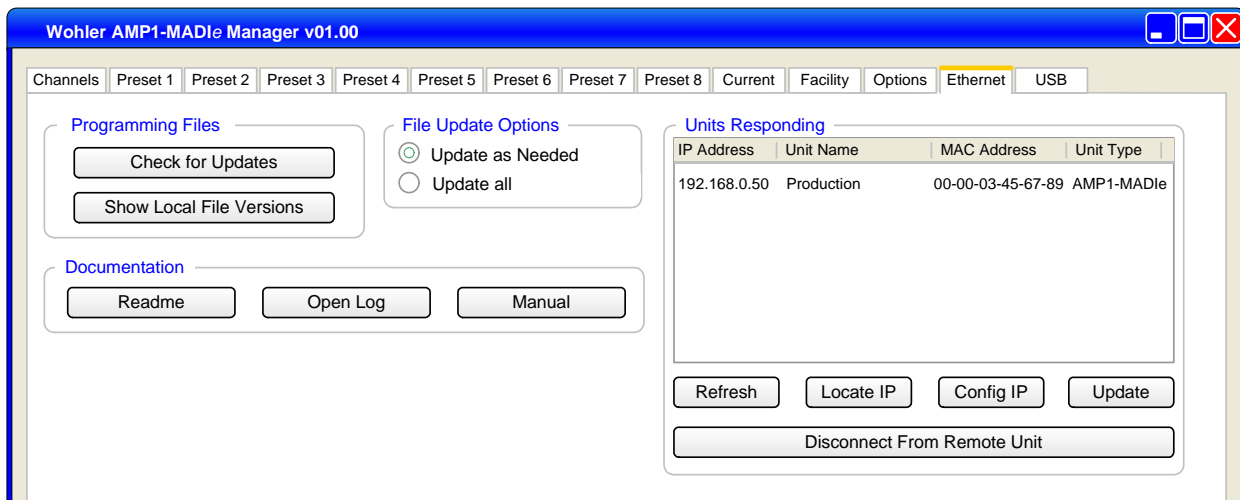 Wohler AMP1-MADIe Manager v01.00
Channels Preset 1 Preset 2 Preset 3 Preset 4 Preset 5 Preset 6 Preset 7 Preset 8 Current Facility Options Ethernet USB
Programming Files
Check for Updates
Show Local File Versions
File Update Options
Update as Needed
Update all
Documentation
Readme Open Log Manual
Units Responding
IP Address Unit Name MAC Address Unit Type
192.168.0.50 Production 00-00-03-45-67-89 AMP1-MADIe
Refresh Locate IP Config IP Update
Disconnect From Remote Unit